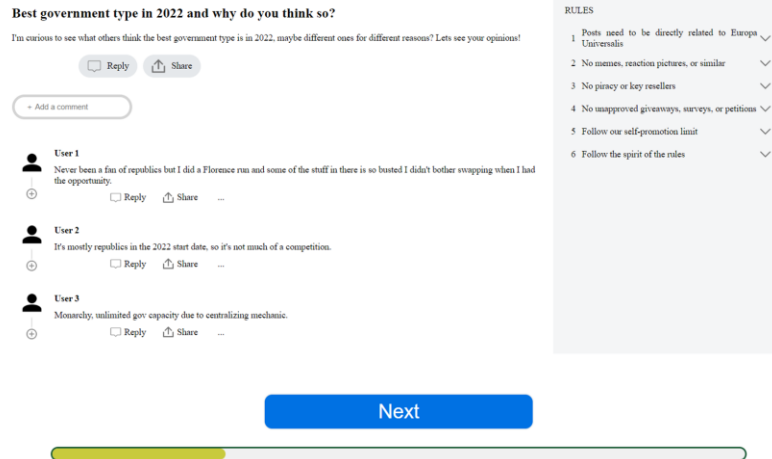 Best government type in 2022 and why do you think so?
I'm curious to see what others think the best government type is in 2022, maybe different ones for different reasons? Lets see your opinions!
Reply Share
+ Add a comment
User 1
Never been a fan of republics but I did a Florence run and some of the stuff in there is so busted I didn't bother swapping when I had
the opportunity.
Reply Share ...
User 2
It's mostly republics in the 2022 start date, so it's not much of a competition.
Reply Share ...
User 3
Monarchy, unlimited gov capacity due to centralizing mechanic.
Reply Share ...
RULES
1 Posts need to be directly related to Europa
Universalis
2 No memes, reaction pictures, or similar
3 No piracy or key resellers
4 No unapproved giveaways, surveys, or petitions
5 Follow our self-promotion limit
6 Follow the spirit of the rules
Next